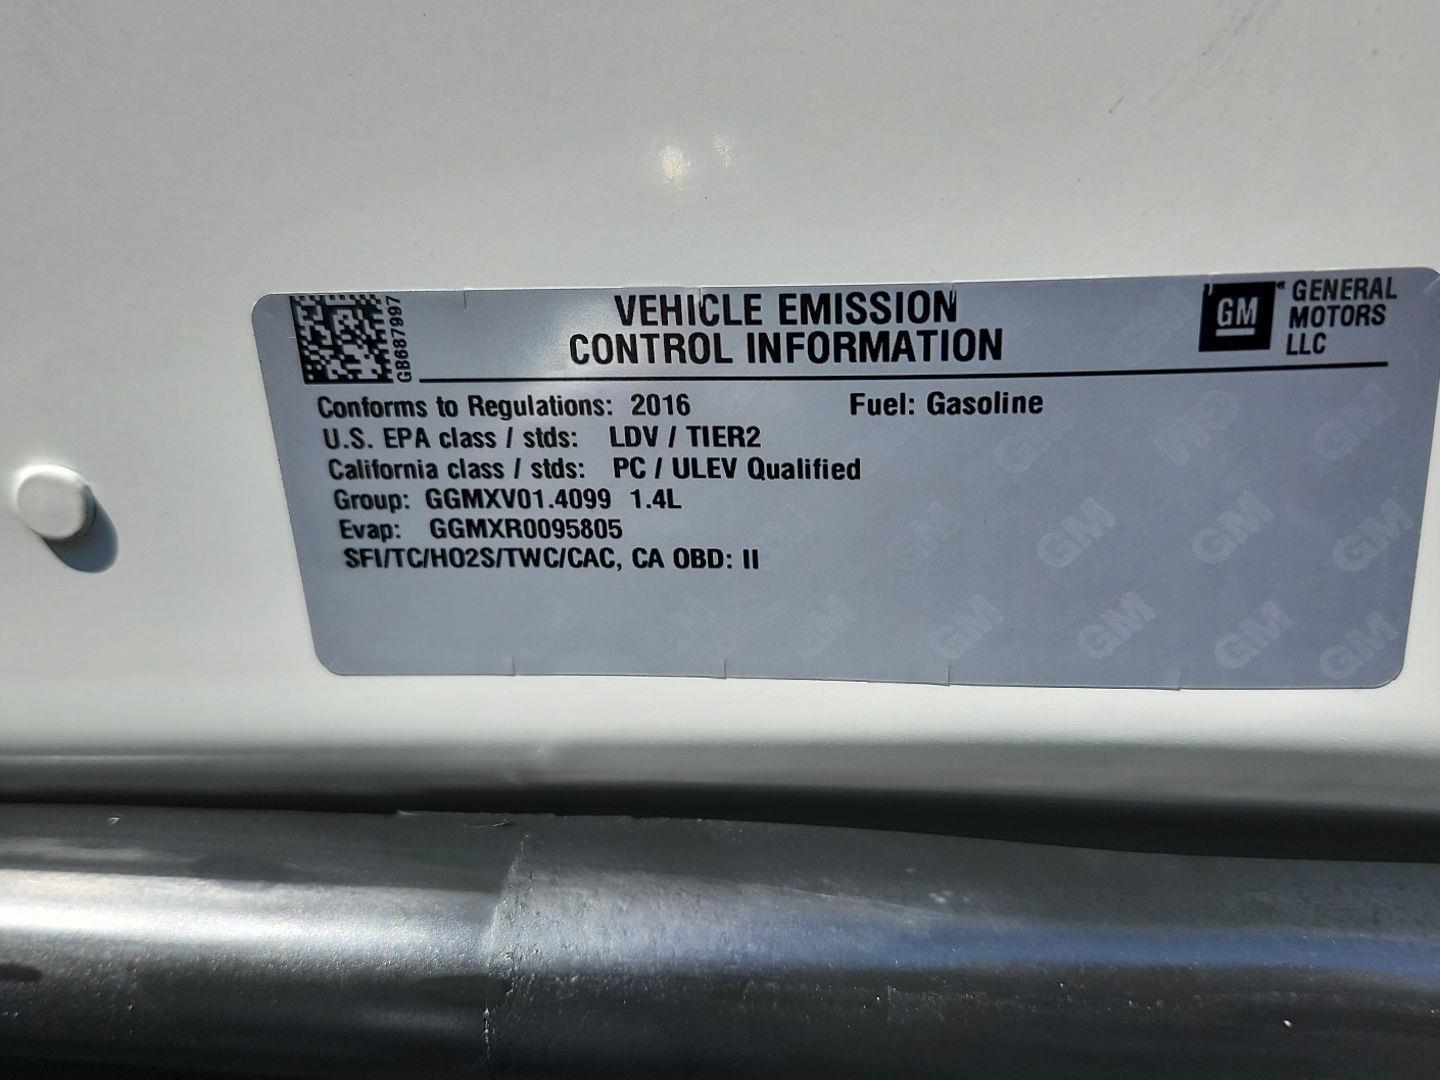 GB687997
VEHICLE EMISSION
CONTROL INFORMATION
GM
GENERAL
MOTORS
LLC
Conforms to Regulations: 2016 Fuel: Gasoline
U.S. EPA class / stds: LDV / TIER2
California class / stds: PC / ULEV Qualified
Group: GGMXV01.4099 1.4L
Evap: GGMXR0095805
SFI/TC/HO2S/TWC/CAC, CA OBD: II